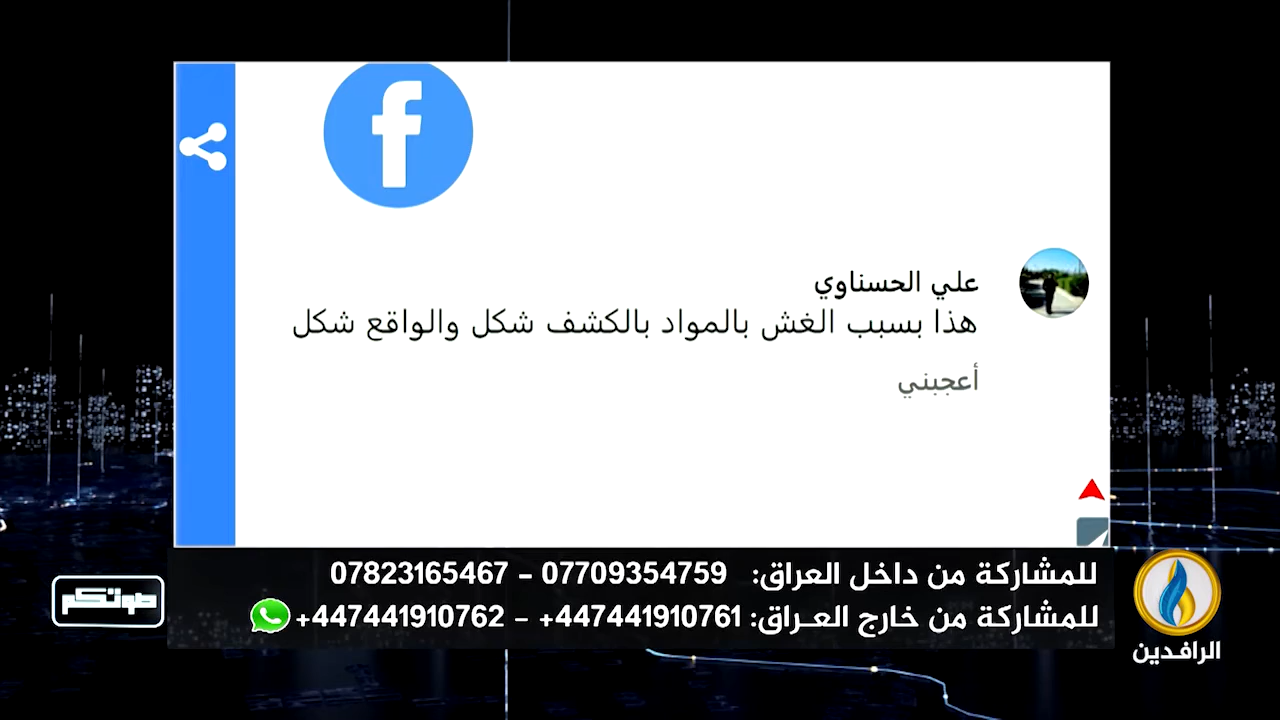 علي الحسناوي
هذا بسبب الغش بالمواد بالكشف شكل والواقع شكل
أعجبني
للمشاركة من داخل العراق: 07709354759 - 07823165467
للمشاركة من خارج العراق: 447441910761+ - 447441910762+
صوتكم
الرافدين